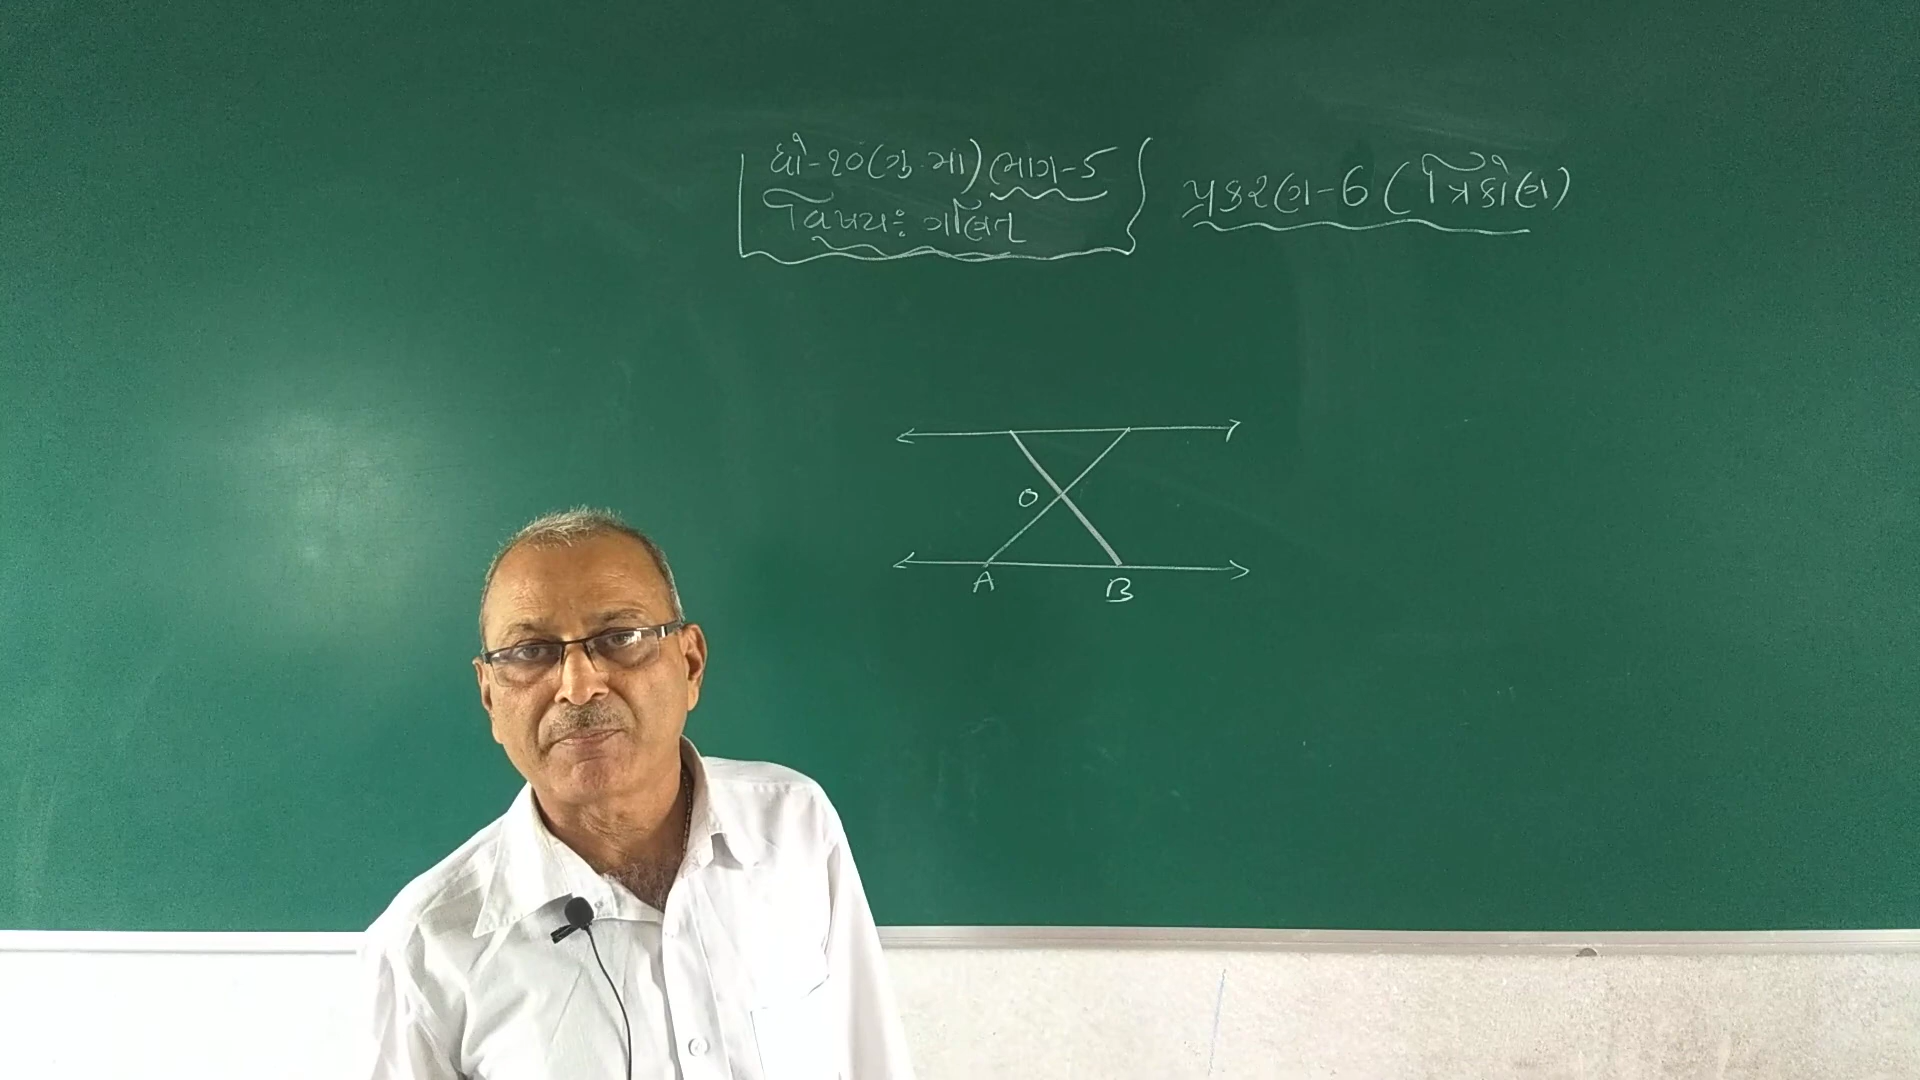 ધો-૧૦(ગુ.મા) ભાગ-5
વિષય: ગણિત
પ્રકરણ-6 (ત્રિકોણ)
O
A B